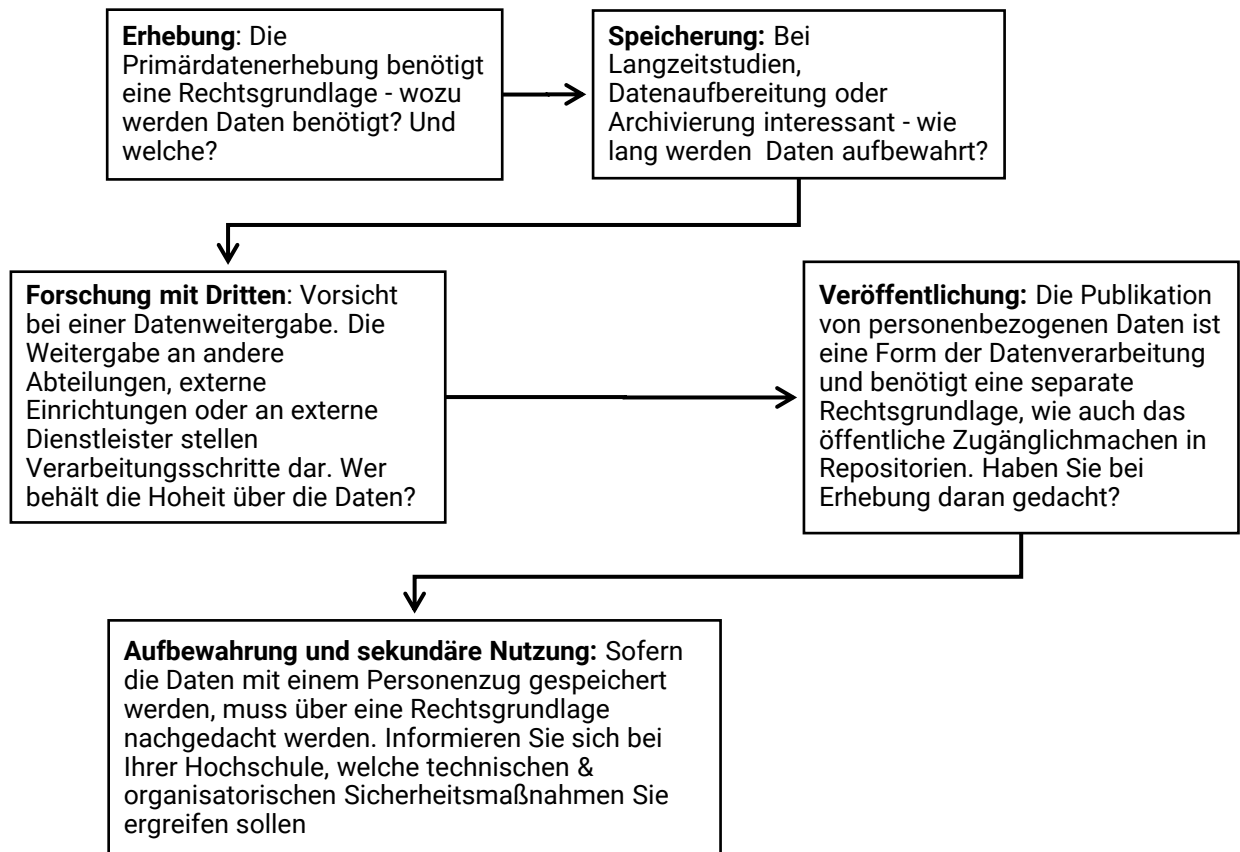 Erhebung: Die
Primärdatenerhebung benötigt
eine Rechtsgrundlage - wozu
werden Daten benötigt? Und
welche?
Speicherung: Bei
Langzeitstudien,
Datenaufbereitung oder
Archivierung interessant - wie
lang werden  Daten aufbewahrt?
Forschung mit Dritten: Vorsicht
bei einer Datenweitergabe. Die
Weitergabe an andere
Abteilungen, externe
Einrichtungen oder an externe
Dienstleister stellen
Verarbeitungsschritte dar. Wer
behält die Hoheit über die Daten?
Veröffentlichung: Die Publikation
von personenbezogenen Daten ist
eine Form der Datenverarbeitung
und benötigt eine separate
Rechtsgrundlage, wie auch das
öffentliche Zugänglichmachen in
Repositorien. Haben Sie bei
Erhebung daran gedacht?
Aufbewahrung und sekundäre Nutzung: Sofern
die Daten mit einem Personenzug gespeichert
werden, muss über eine Rechtsgrundlage
nachgedacht werden. Informieren Sie sich bei
Ihrer Hochschule, welche technischen &
organisatorischen Sicherheitsmaßnahmen Sie
ergreifen sollen